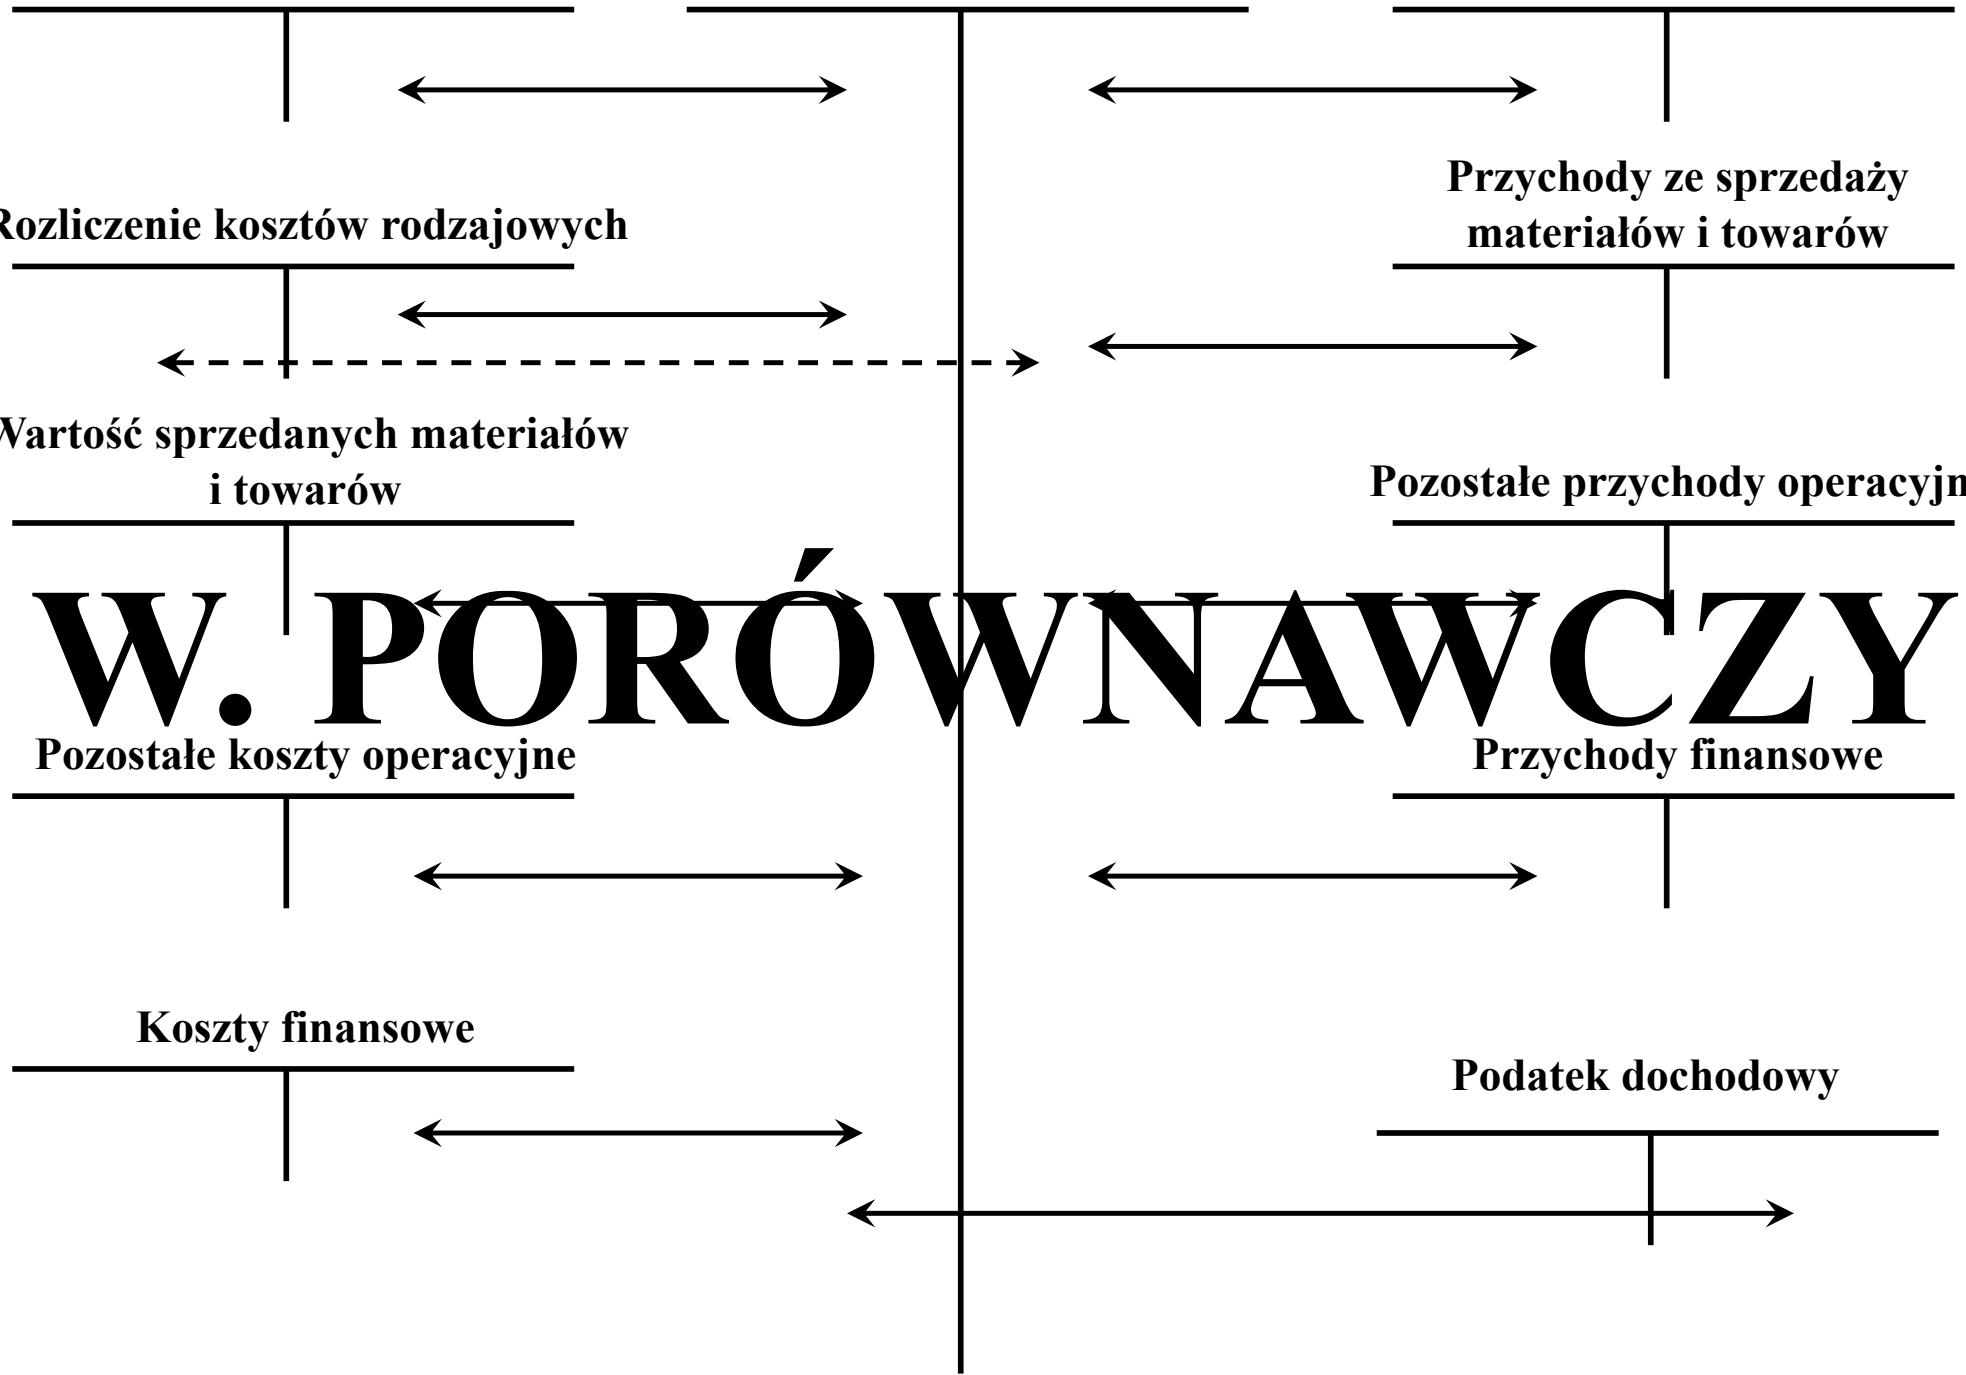 Przychody ze sprzedaży
materiałów i towarów
Rozliczenie kosztów rodzajowych
Wartość sprzedanych materiałów
i towarów
Pozostałe przychody
W. PORÓWNAWCZY
Pozostałe koszty operacyjne
Przychody finansowe
Koszty finansowe
Podatek dochodowy